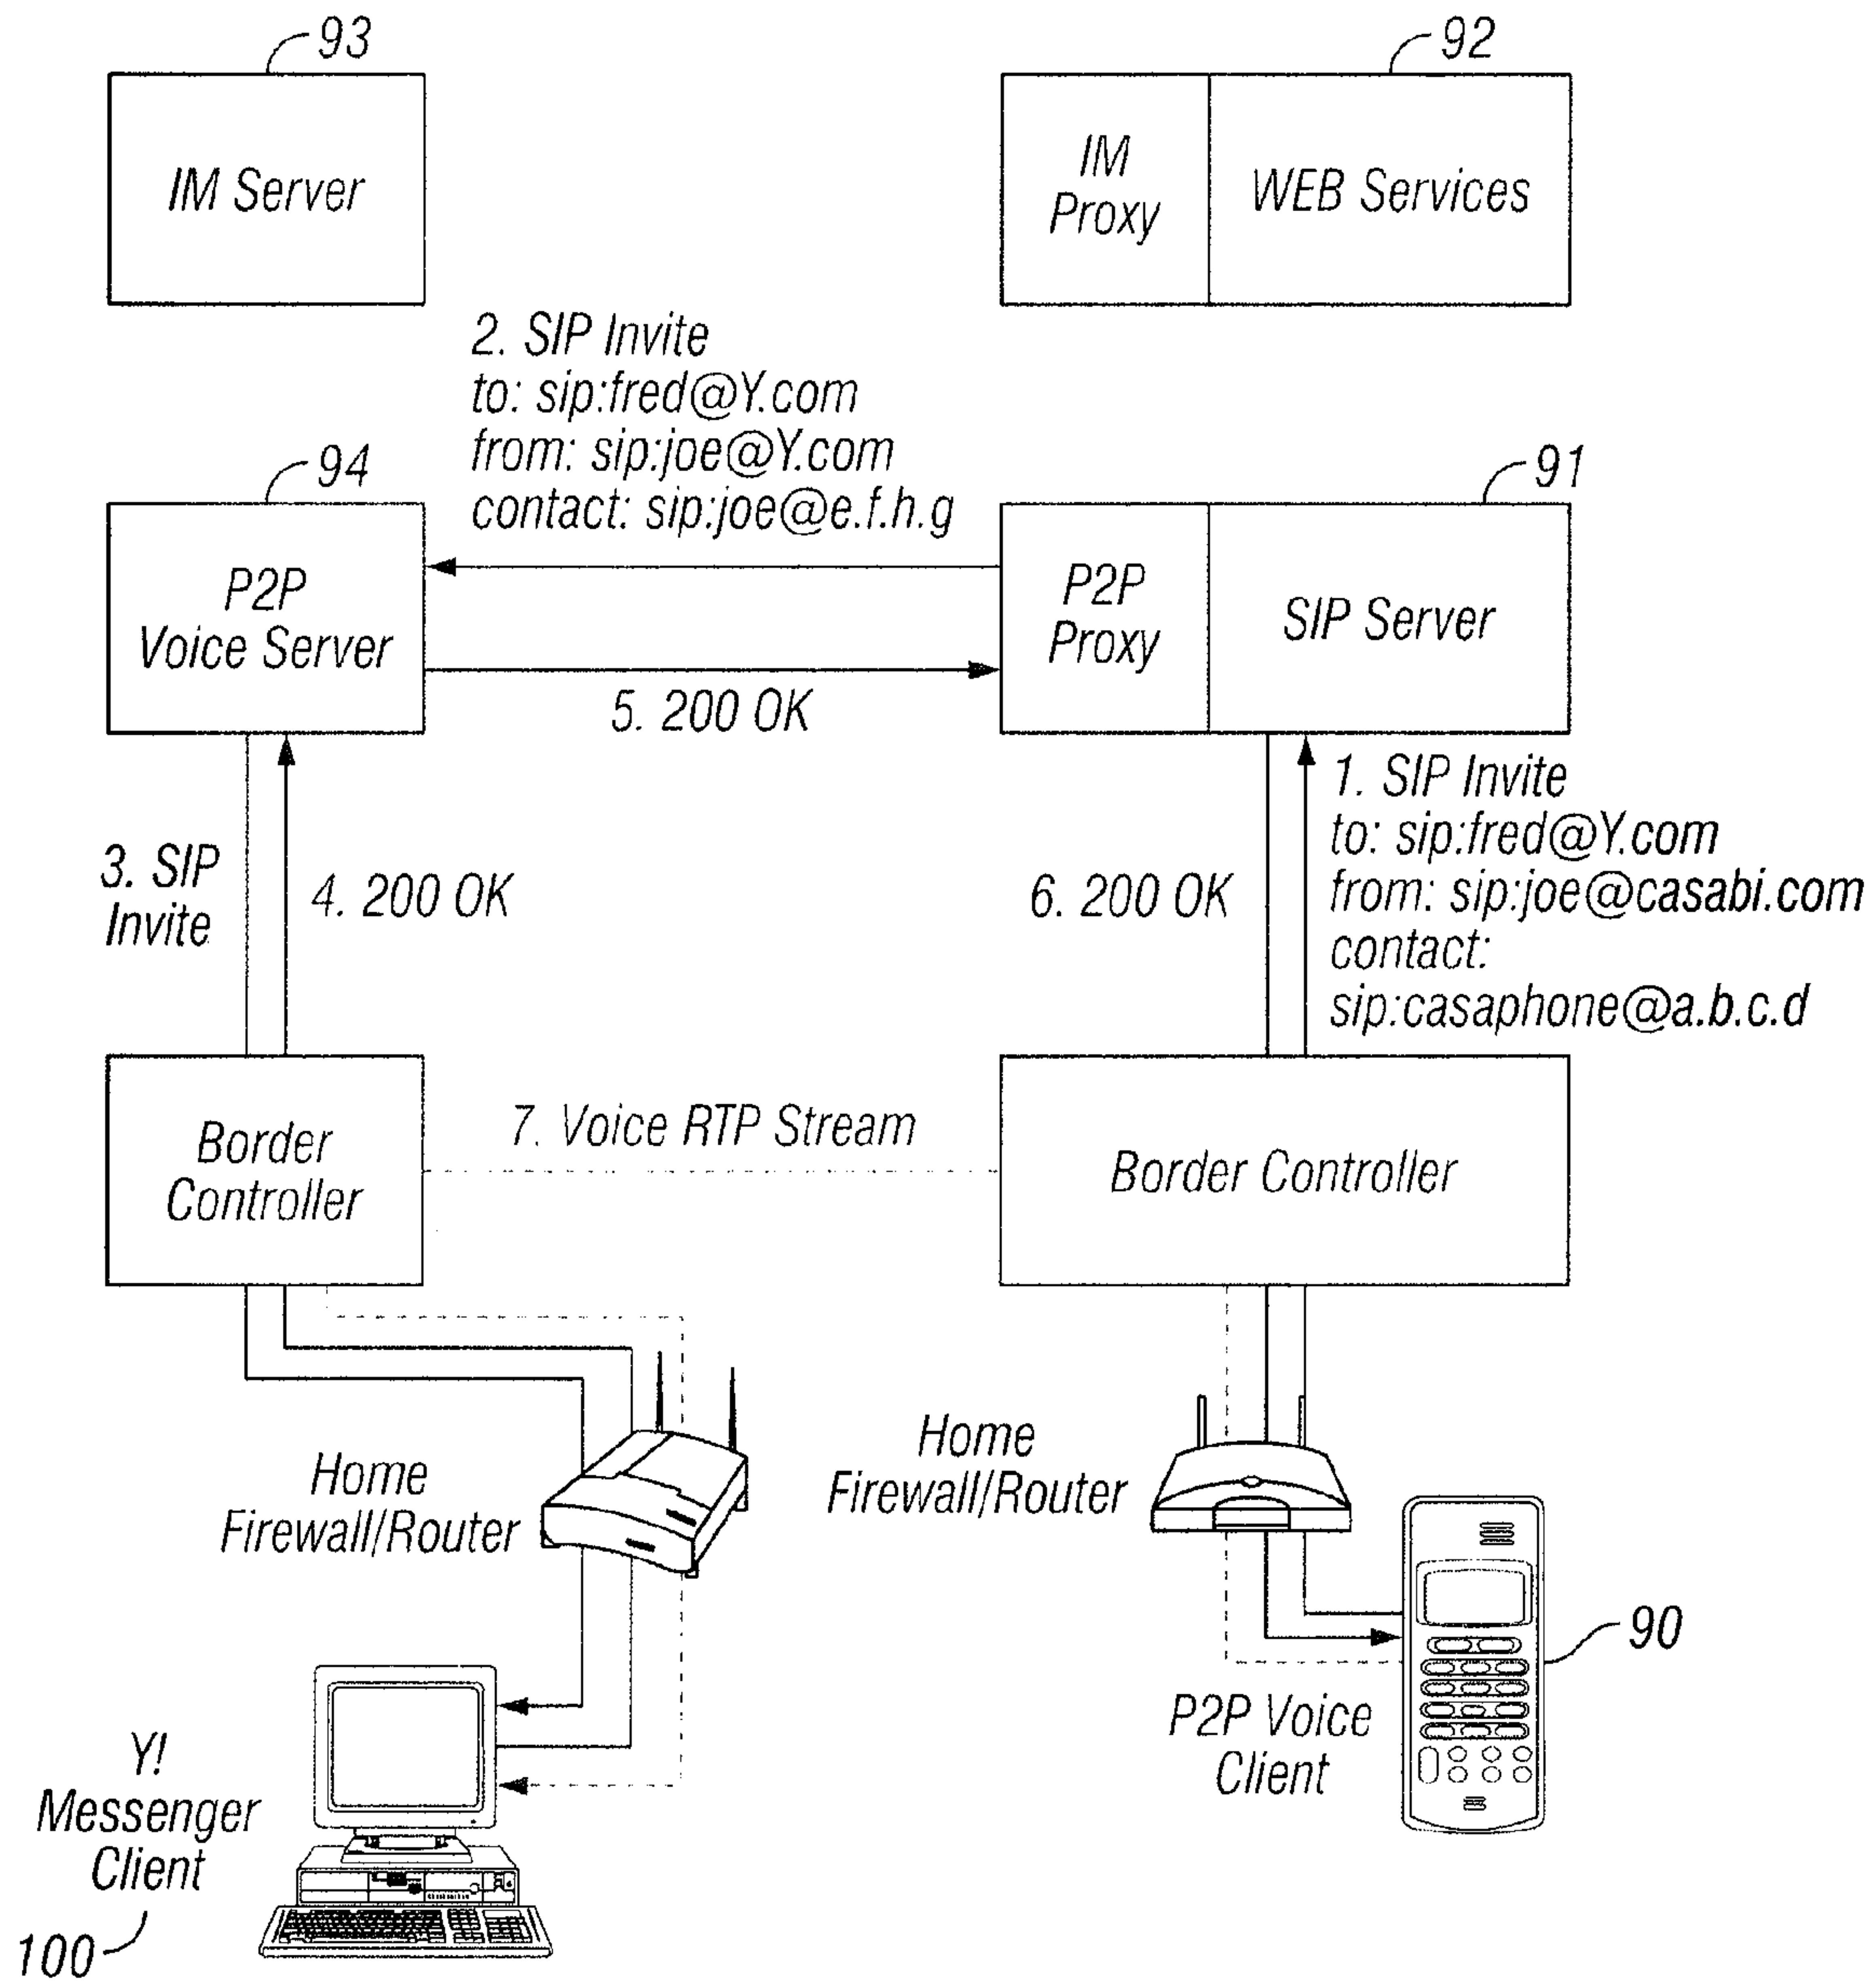 93
92
IM Server
IM
Proxy
WEB Services
2. SIP Invite
to: sip:fred@Y.com
from: sip:joe@Y.com
contact: sip:joe@e.f.h.g
94
91
P2P
Voice Server
P2P
Proxy
SIP Server
5. 200 OK
1. SIP Invite
to: sip:fred@Y.com
from: sip:joe@casabi.com
contact:
sip:casaphone@a.b.c.d
3. SIP
Invite
4. 200 OK
6. 200 OK
Border
Controller
7. Voice RTP Stream
Border Controller
Home
Firewall/Router
Home
Firewall/Router
90
P2P Voice
Client
Y!
Messenger
Client
100